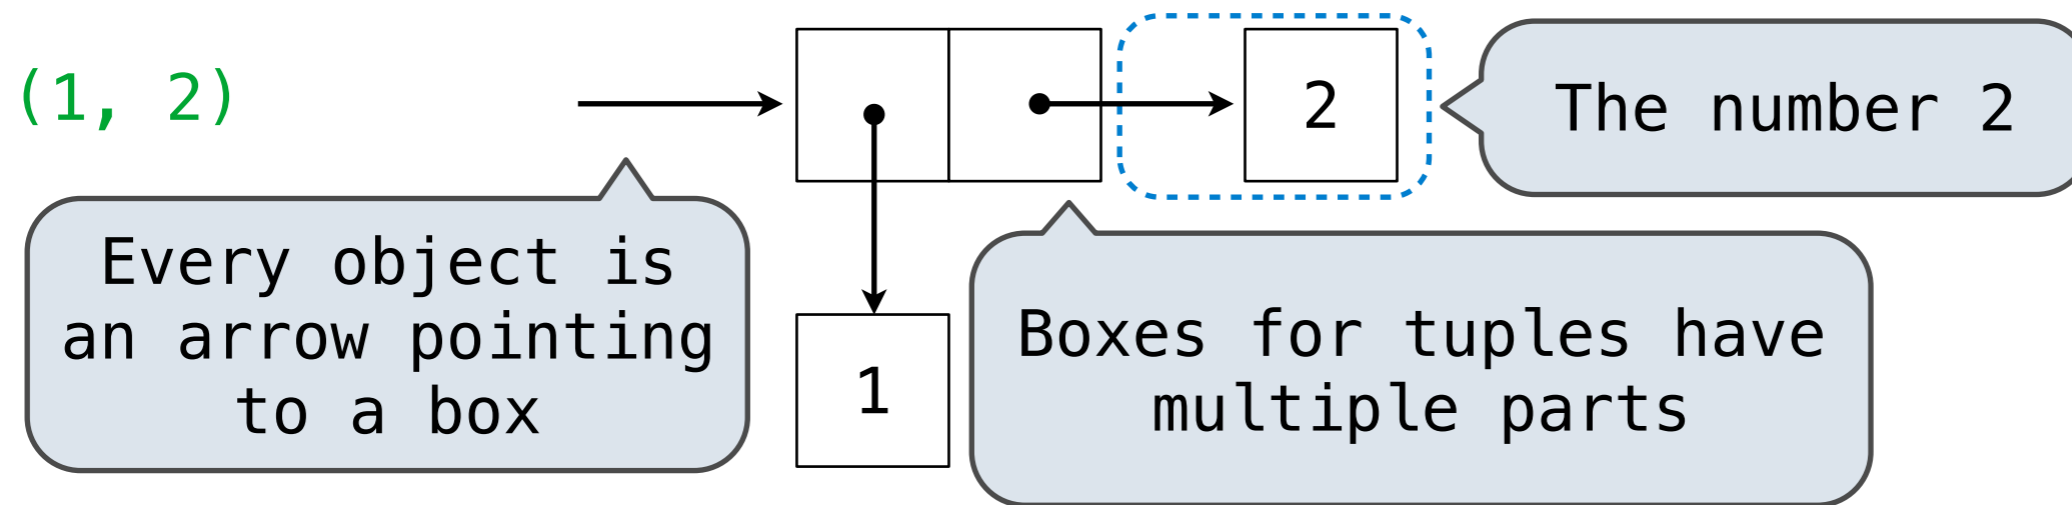 (1, 2)
2
The number 2
Every object is
an arrow pointing
to a box
1
Boxes for tuples have
multiple parts